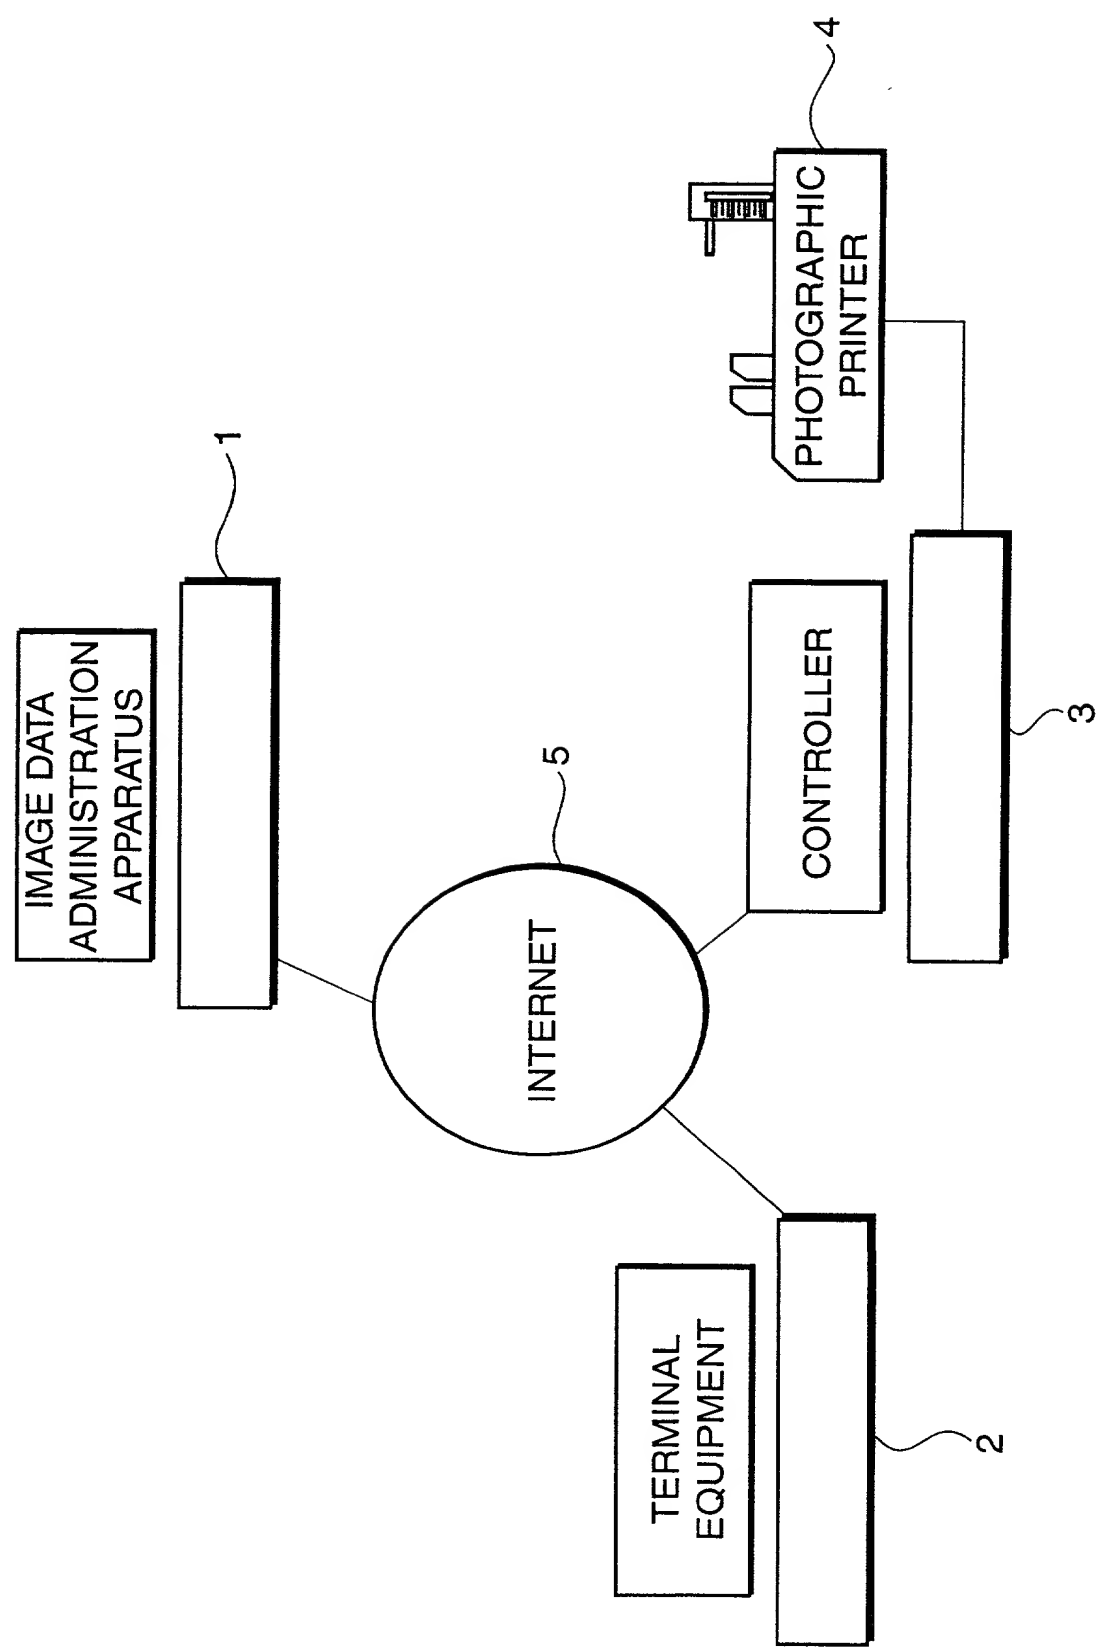 IMAGE DATA
ADMINISTRATION
APPARATUS
1
INTERNET
5
TERMINAL
EQUIPMENT
2
CONTROLLER
3
PHOTOGRAPHIC
PRINTER
4